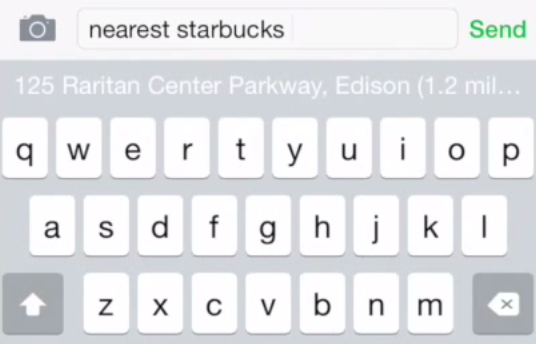 nearest starbucks
Send
125 Raritan Center Parkway, Edison (1.2 mil...
q w e r t y u i o p
a s d f g h j k l
z x c v b n m